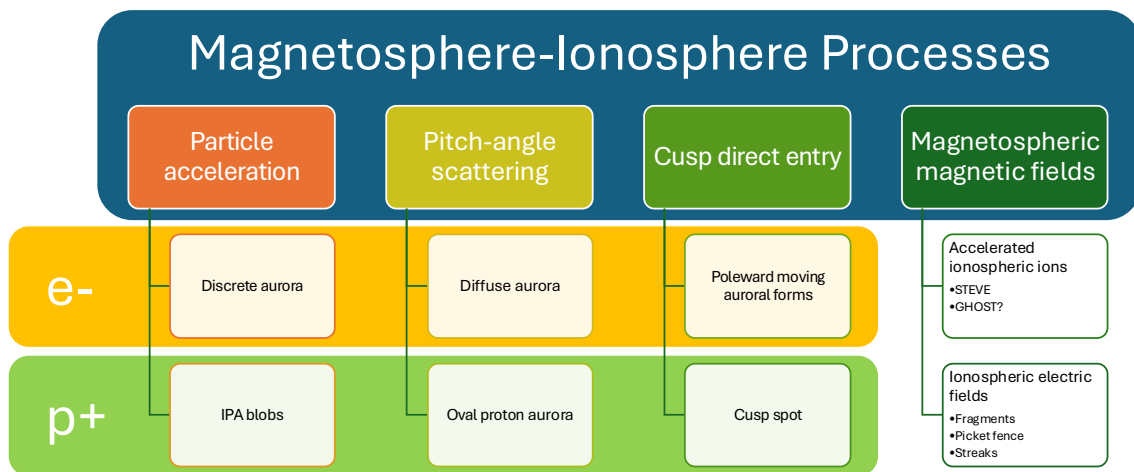 Magnetosphere-Ionosphere Processes
Particle
acceleration
Pitch-angle
scattering
Cusp direct entry
Magnetospheric
magnetic fields
e-
Discrete aurora
Diffuse aurora
Poleward moving
auroral forms
Accelerated
ionospheric ions
•STEVE
•GHOST?
p+
IPA blobs
Oval proton aurora
Cusp spot
Ionospheric electric
fields
•Fragments
•Picket fence
•Streaks